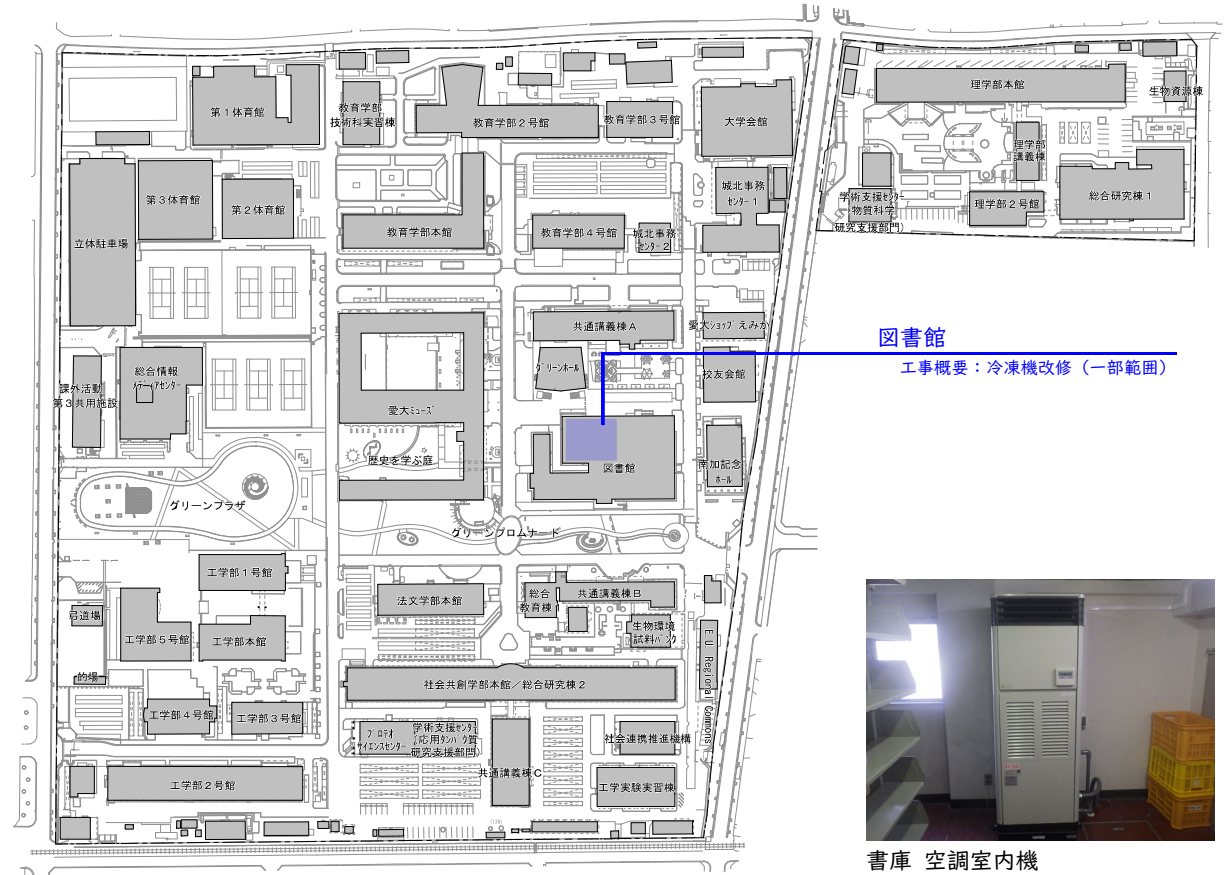 第1体育館
教育学部
技術科実習棟
教育学部2号館
教育学部3号館
大学会館
理学部本館
生物資源棟
第3体育館
第2体育館
立体駐車場
教育学部本館
教育学部4号館
城北事務
センター2
城北事務
センター1
理学部
講義棟
学術支援センター
物質科学
研究支援部門)
理学部2号館
総合研究棟1
共通講義棟A
愛大ショップえみか
図書館
工事概要:冷凍機改修(一部範囲)
課外活動
第3共用施設
総合情報
メディアセンター
愛大ミューズ
グリーンホール
校友会館
歴史を学ぶ庭
図書館
南加記念
ホール
グリーンプラザ
グリーンプロムナード
工学部1号館
弓道場
工学部5号館
工学部本館
法文学部本館
総合
教育棟1
共通講義棟B
生物環境
試料バンク
EU Regional Commons
的場
社会共創学部本館/総合研究棟2
工学部4号館
工学部3号館
プロテオ
サイエンスセンター
学術支援センター
(応用タンパク質
研究支援部門)
共通講義棟C
社会連携推進機構
工学部2号館
工学実験実習棟
書庫 空調室内機